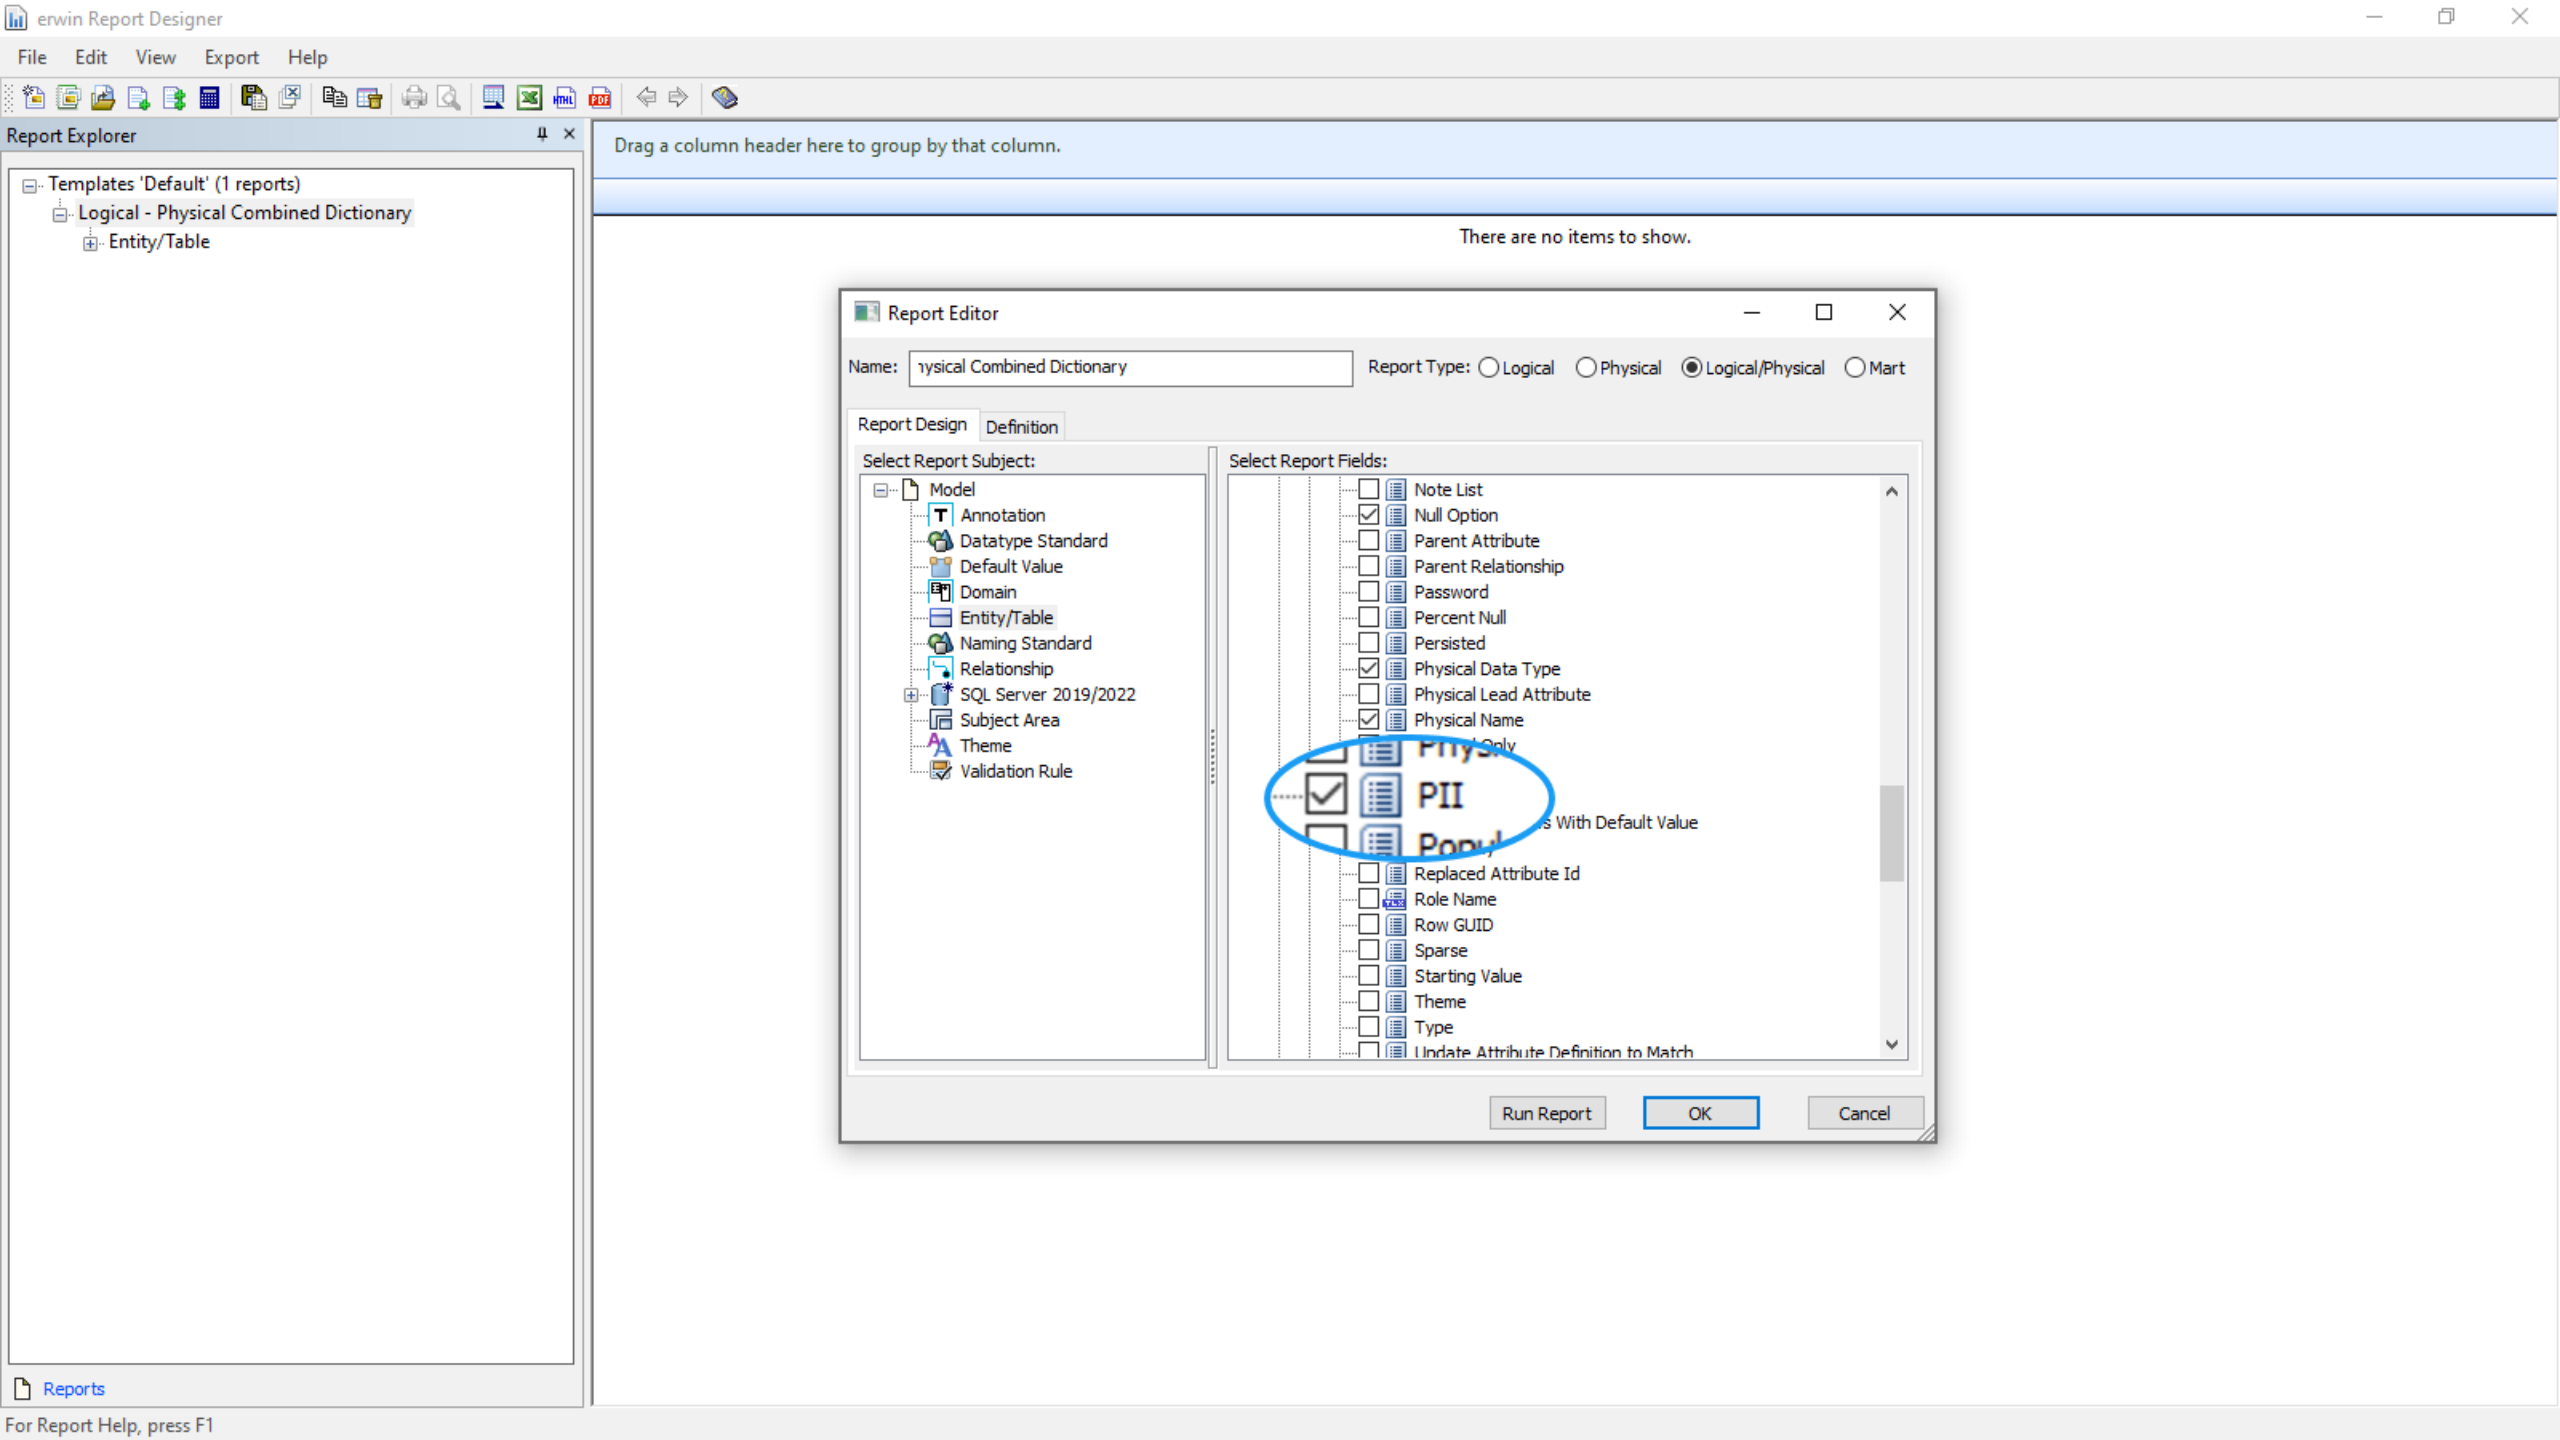 erwin Report Designer
File Edit View Export Help
HTML PDF
Report Explorer
Templates 'Default' (1 reports)
Logical - Physical Combined Dictionary
Entity/Table
Reports
For Report Help, press F1
Drag a column header here to group by that column.
There are no items to show.
Report Editor
Name: ysical Combined Dictionary Report Type: Logical Physical Logical/Physical Mart
Report Design Definition
Select Report Subject:
Model
Annotation
Datatype Standard
Default Value
Domain
Entity/Table
Naming Standard
Relationship
SQL Server 2019/2022
Subject Area
Theme
Validation Rule
Select Report Fields:
Note List
Null Option
Parent Attribute
Parent Relationship
Password
Percent Null
Persisted
Physical Data Type
Physical Lead Attribute
Physical Name
Only
PII
With Default Value
Replaced Attribute Id
Role Name
Row GUID
Sparse
Starting Value
Theme
Type
Update Attribute Definition to Match
Run Report OK Cancel